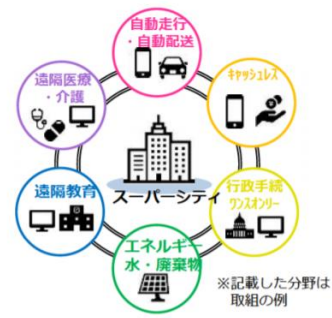 自動走行
・自動配送
遠隔医療
・介護
キャッシュレス
遠隔教育
スーパーシティ
行政手続
ワンスオンリー
エネルギー
水・廃棄物
※記載した分野は
取組の例